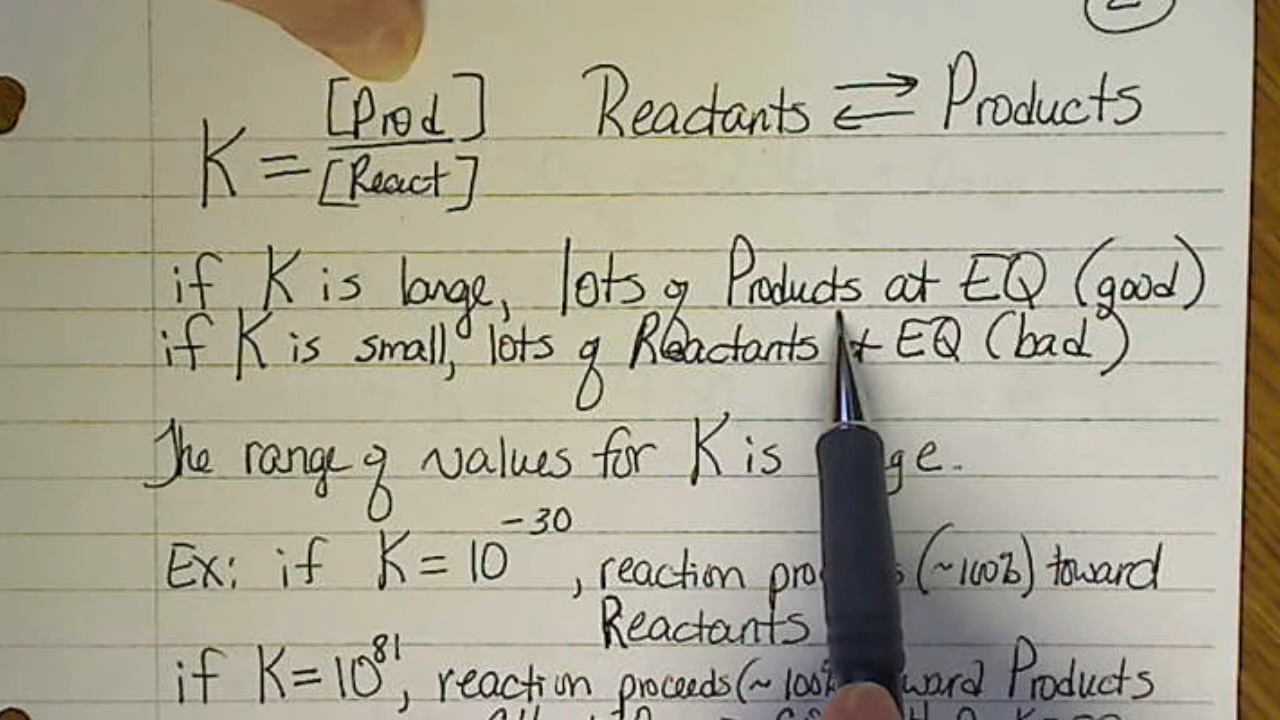 2
K = [Prod] / [React] Reactants ⇄ Products
if K is large, lots of Products at EQ (good)
if K is small, lots of Reactants EQ (bad)
The range of values for K is
Ex: if K = 10^-30, reaction (~100%) toward
Reactants
if K = 10^81, reaction proceeds (~100% Products